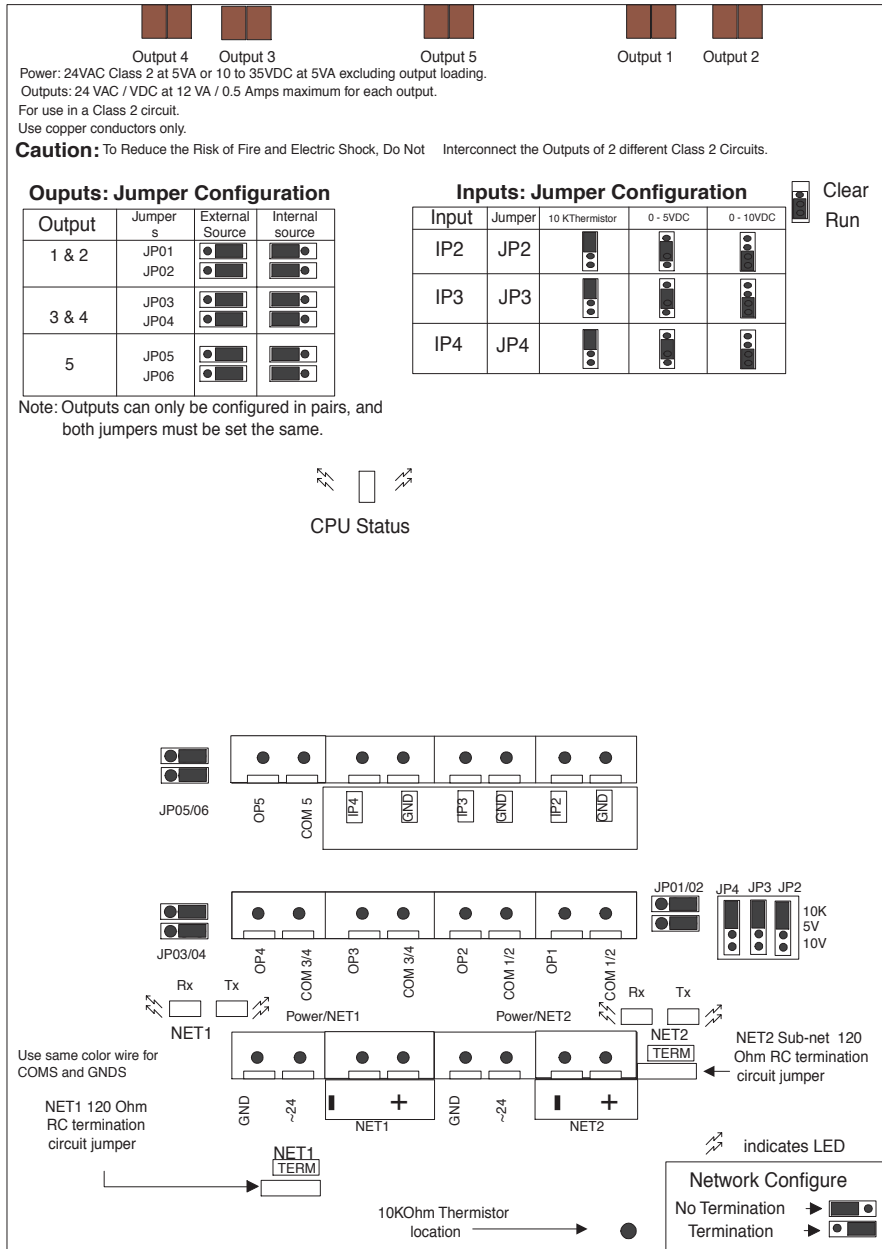 Output 4 Output 3 Output 5 Output 1 Output 2
Power: 24VAC Class 2 at 5VA or 10 to 35VDC at 5VA excluding output loading.
Outputs: 24 VAC / VDC at 12 VA / 0.5 Amps maximum for each output.
For use in a Class 2 circuit.
Use copper conductors only.
Caution: To Reduce the Risk of Fire and Electric Shock, Do Not Interconnect the Outputs of 2 different Class 2 Circuits.
Ouputs: Jumper Configuration
Output Jumper s External Source Internal source
1 & 2 JP01
JP02
3 & 4 JP03
JP04
5 JP05
JP06
Note: Outputs can only be configured in pairs, and
both jumpers must be set the same.
Inputs: Jumper Configuration
Input Jumper 10 KThermistor 0 - 5VDC 0 - 10VDC
IP2 JP2
IP3 JP3
IP4 JP4
Clear
Run
CPU Status
JP05/06
OP5 COM 5 IP4 GND IP3 GND IP2 GND
JP03/04
OP4 COM 3/4 OP3 COM 3/4 OP2 COM 1/2 OP1 COM 1/2
JP01/02
JP4 JP3 JP2
10K
5V
10V
Rx Tx
NET1
Power/NET1
Power/NET2
Rx Tx
NET2
TERM
NET2 Sub-net 120
Ohm RC termination
circuit jumper
Use same color wire for
COMS and GNDS
GND ~24 - + GND ~24 - +
NET1 NET2
NET1 120 Ohm
RC termination
circuit jumper
NET1
TERM
indicates LED
10KOhm Thermistor
location
Network Configure
No Termination
Termination